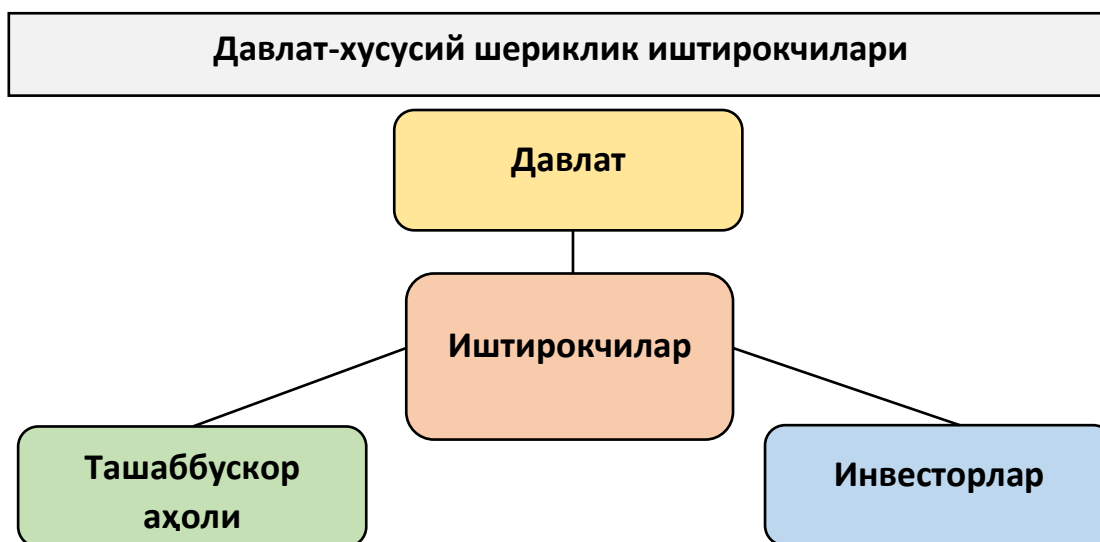 Давлат-хусусий шериклик иштирокчилари
Давлат
Иштирокчилар
Ташаббускор
аҳоли
Инвесторлар